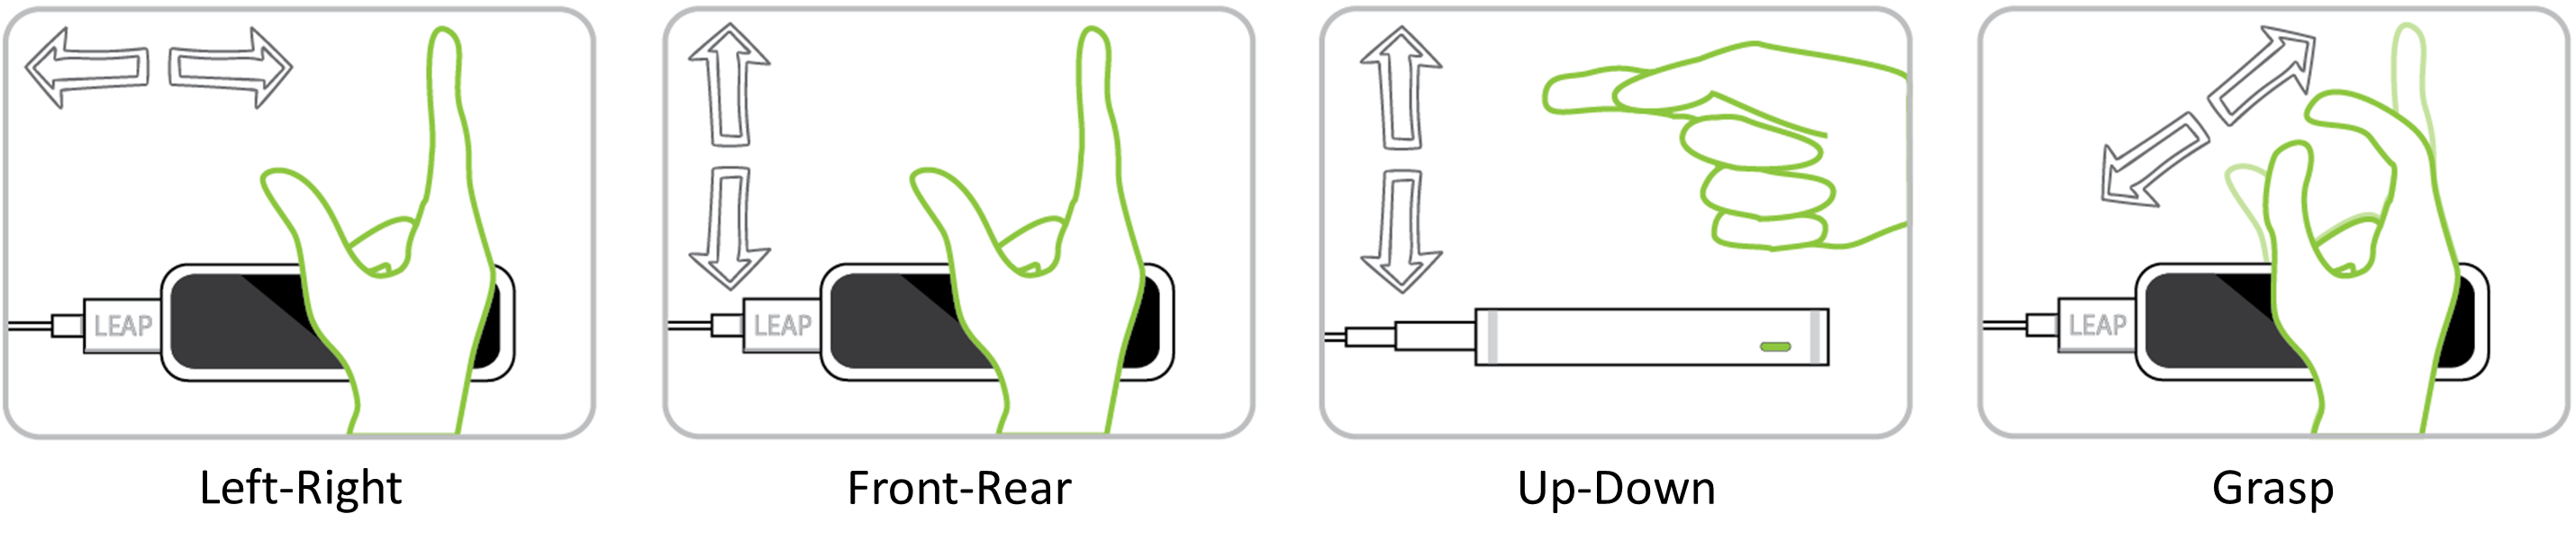 LEAP
LEAP
LEAP
Left-Right
Front-Rear
Up-Down
Grasp